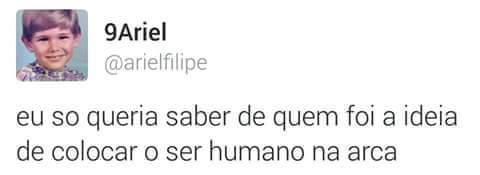 9Ariel
@arielfilipe
eu so queria saber de quem foi a ideia
de colocar o ser humano na arca